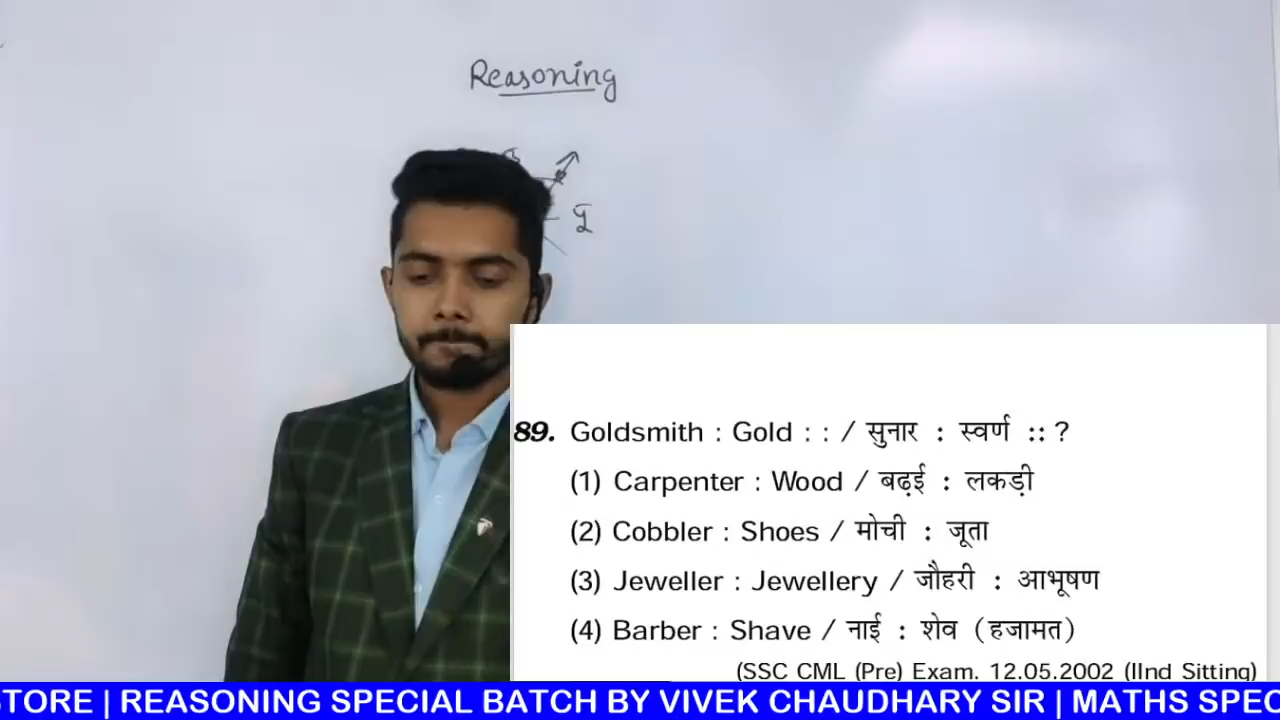 Reasoning
89. Goldsmith : Gold : : / सुनार : स्वर्ण :: ?
(1) Carpenter : Wood / बढ़ई : लकड़ी
(2) Cobbler : Shoes / मोची : जूता
(3) Jeweller : Jewellery / जौहरी : आभूषण
(4) Barber : Shave / नाई : शेव (हजामत)
(SSC CML (Pre) Exam. 12.05.2002 (IInd Sitting)
STORE | REASONING SPECIAL BATCH BY VIVEK CHAUDHARY SIR | MATHS SPEC